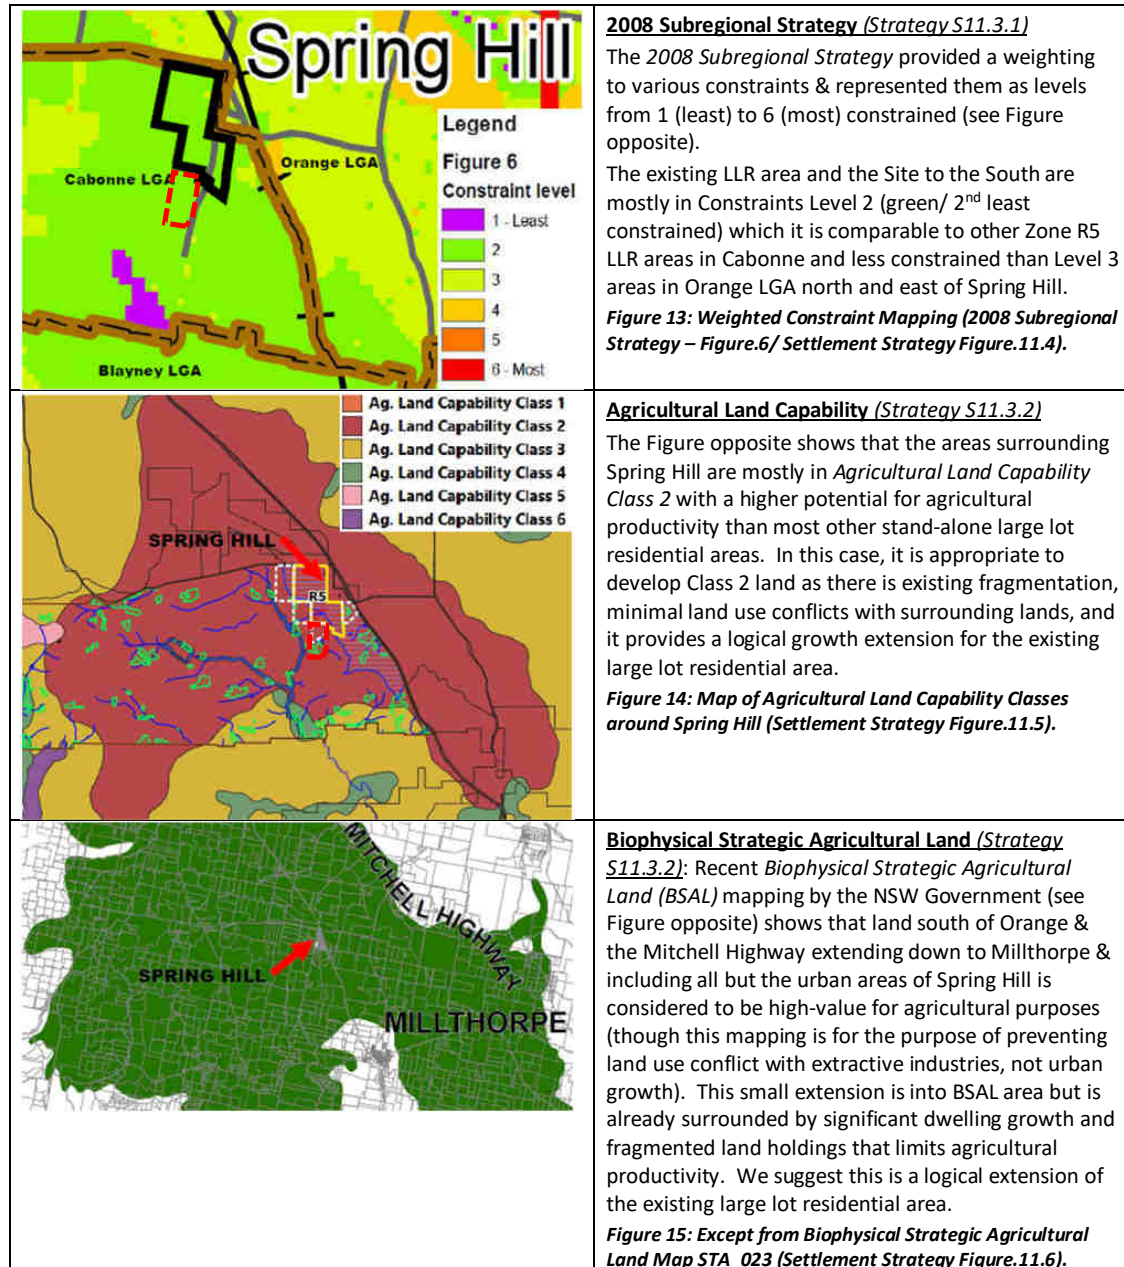 Spring Hill
Legend
Figure 6
Constraint level
1 - Least
2
3
4
5
6 - Most
Orange LGA
Cabonne LGA
Blayney LGA
2008 Subregional Strategy (Strategy S11.3.1)
The 2008 Subregional Strategy provided a weighting
to various constraints & represented them as levels
from 1 (least) to 6 (most) constrained (see Figure
opposite).
The existing LLR area and the Site to the South are
mostly in Constraints Level 2 (green/ 2nd least
constrained) which it is comparable to other Zone R5
LLR areas in Cabonne and less constrained than Level 3
areas in Orange LGA north and east of Spring Hill.
Figure 13: Weighted Constraint Mapping (2008 Subregional
Strategy – Figure.6/ Settlement Strategy Figure.11.4).
Ag. Land Capability Class 1
Ag. Land Capability Class 2
Ag. Land Capability Class 3
Ag. Land Capability Class 4
Ag. Land Capability Class 5
Ag. Land Capability Class 6
SPRING HILL
R5
Agricultural Land Capability (Strategy S11.3.2)
The Figure opposite shows that the areas surrounding
Spring Hill are mostly in Agricultural Land Capability
Class 2 with a higher potential for agricultural
productivity than most other stand-alone large lot
residential areas. In this case, it is appropriate to
develop Class 2 land as there is existing fragmentation,
minimal land use conflicts with surrounding lands, and
it provides a logical growth extension for the existing
large lot residential area.
Figure 14: Map of Agricultural Land Capability Classes
around Spring Hill (Settlement Strategy Figure.11.5).
MITCHELL HIGHWAY
SPRING HILL
MILLTHORPE
Biophysical Strategic Agricultural Land (Strategy
S11.3.2): Recent Biophysical Strategic Agricultural
Land (BSAL) mapping by the NSW Government (see
Figure opposite) shows that land south of Orange &
the Mitchell Highway extending down to Millthorpe &
including all but the urban areas of Spring Hill is
considered to be high-value for agricultural purposes
(though this mapping is for the purpose of preventing
land use conflict with extractive industries, not urban
growth). This small extension is into BSAL area but is
already surrounded by significant dwelling growth and
fragmented land holdings that limits agricultural
productivity. We suggest this is a logical extension of
the existing large lot residential area.
Figure 15: Except from Biophysical Strategic Agricultural
Land Map STA_023 (Settlement Strategy Figure.11.6).